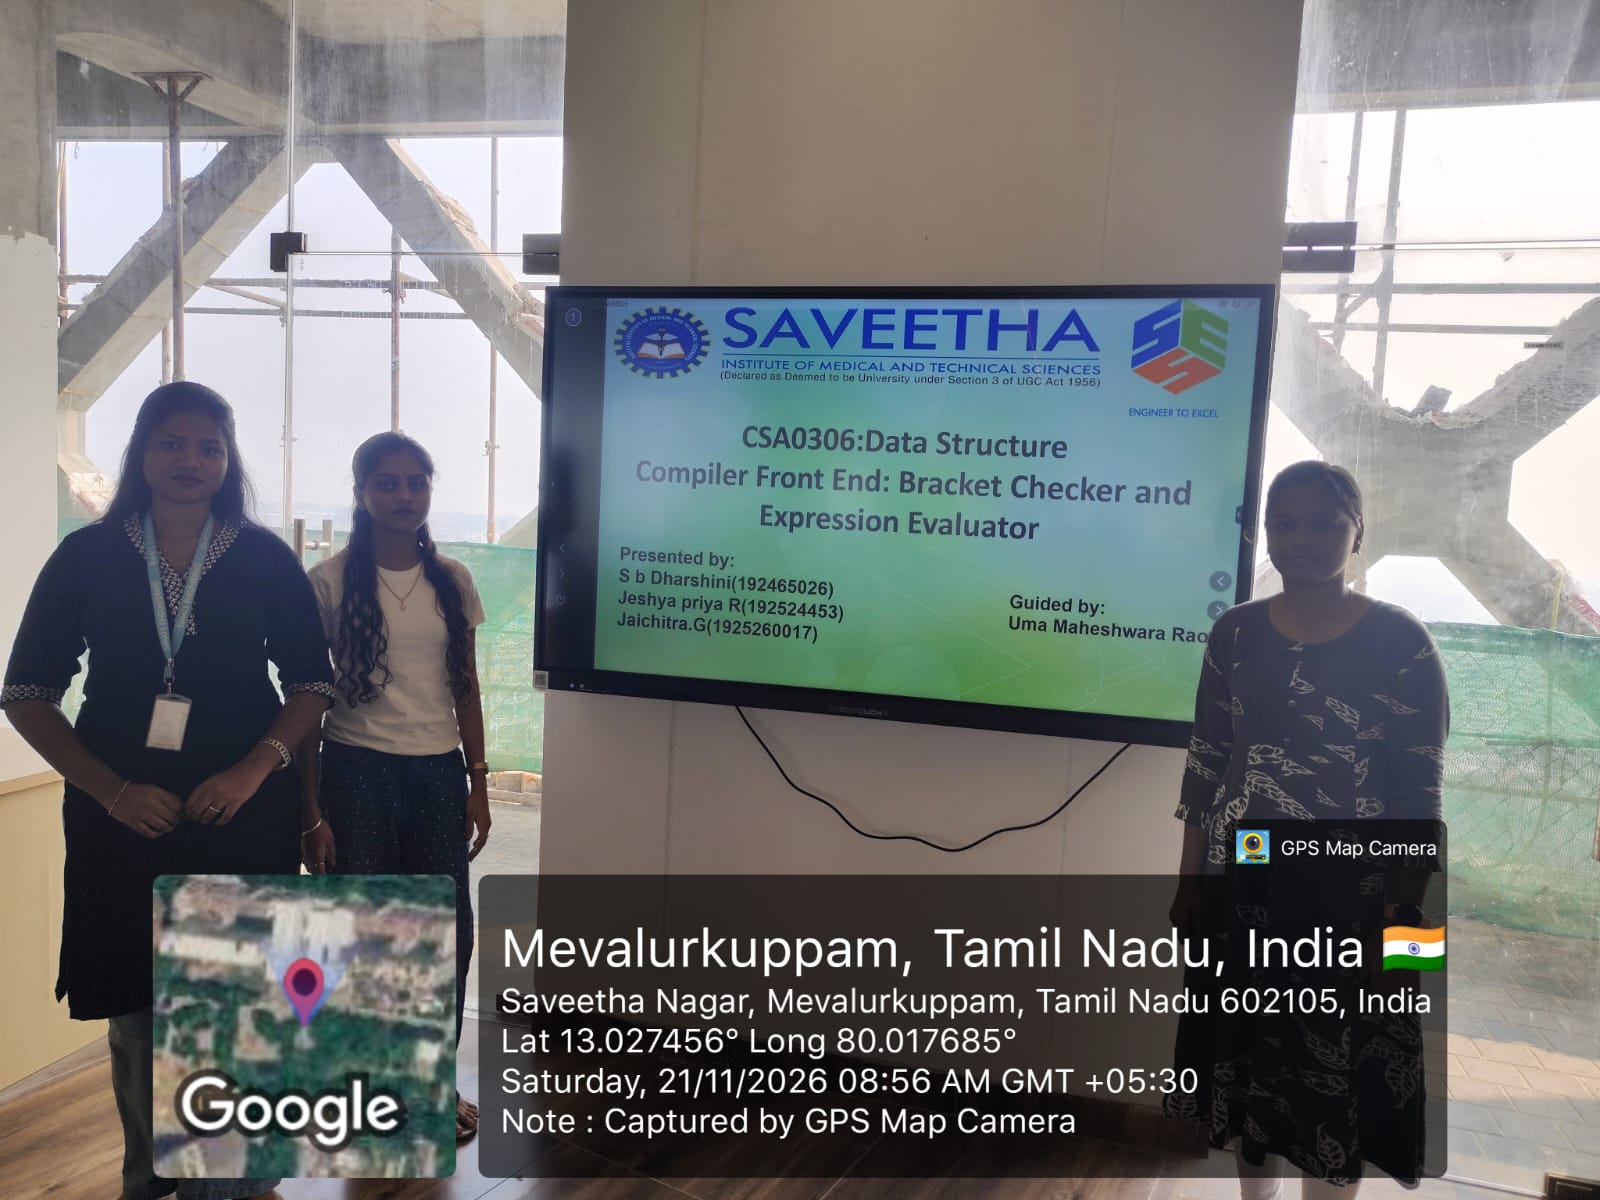 1
SAVEETHA
INSTITUTE OF MEDICAL AND TECHNICAL SCIENCES
(Declared as Deemed to be University under Section 3 of UGC Act 1956)
ENGINEER TO EXCEL
CSA0306:Data Structure
Compiler Front End: Bracket Checker and
Expression Evaluator
Presented by:
S b Dharshini(192465026)
Jeshya priya R(192524453)
Jaichitra.G(1925260017)
Guided by:
Uma Maheshwara Rao
GPS Map Camera
Mevalurkuppam, Tamil Nadu, India
Saveetha Nagar, Mevalurkuppam, Tamil Nadu 602105, India
Lat 13.027456° Long 80.017685°
Saturday, 21/11/2026 08:56 AM GMT +05:30
Note : Captured by GPS Map Camera
Google